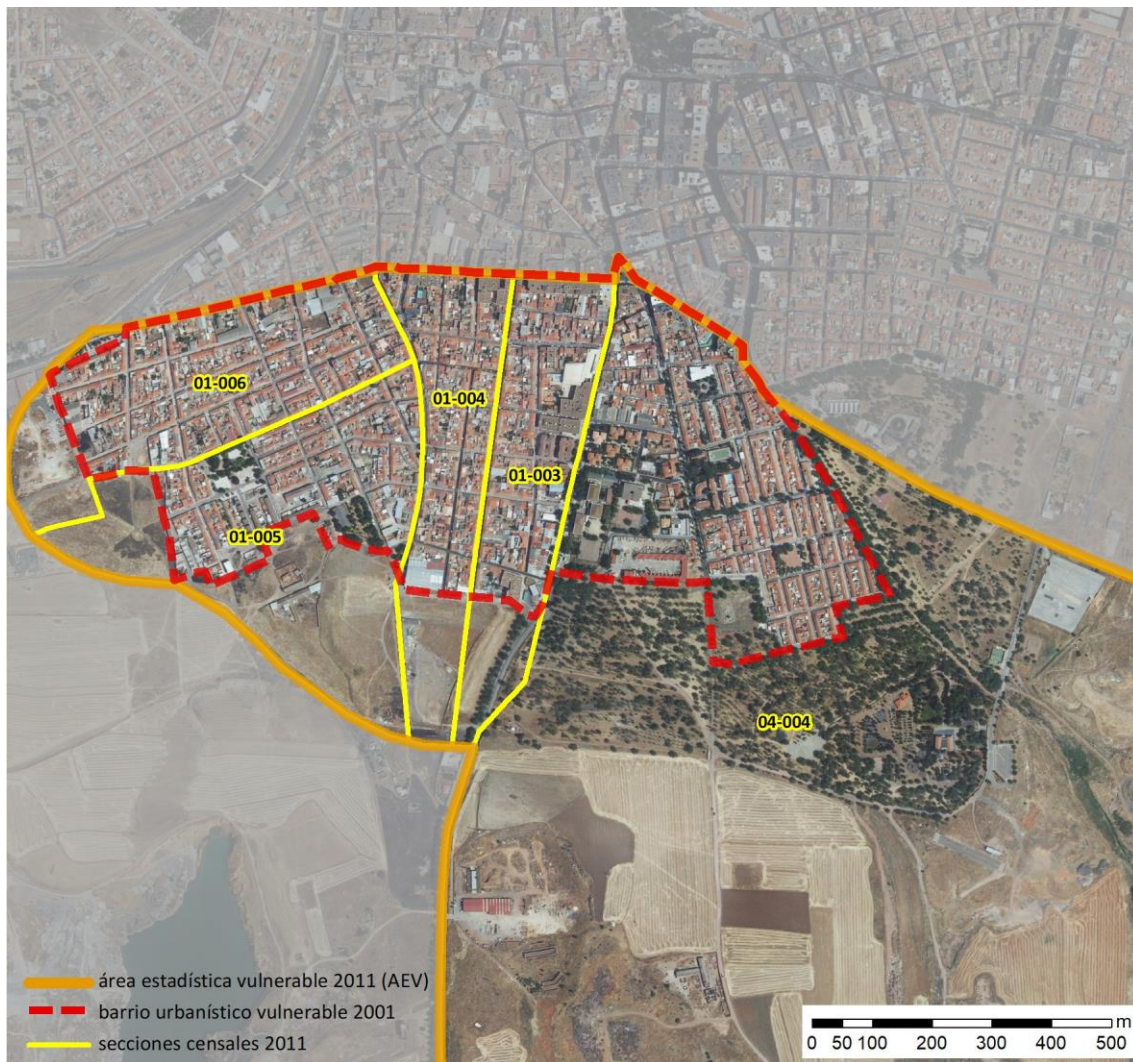 01-006
01-004
01-003
01-005
04-004
área estadística vulnerable 2011 (AEV)
barrio urbanístico vulnerable 2001
secciones censales 2011
m
0 50 100 200 300 400 500